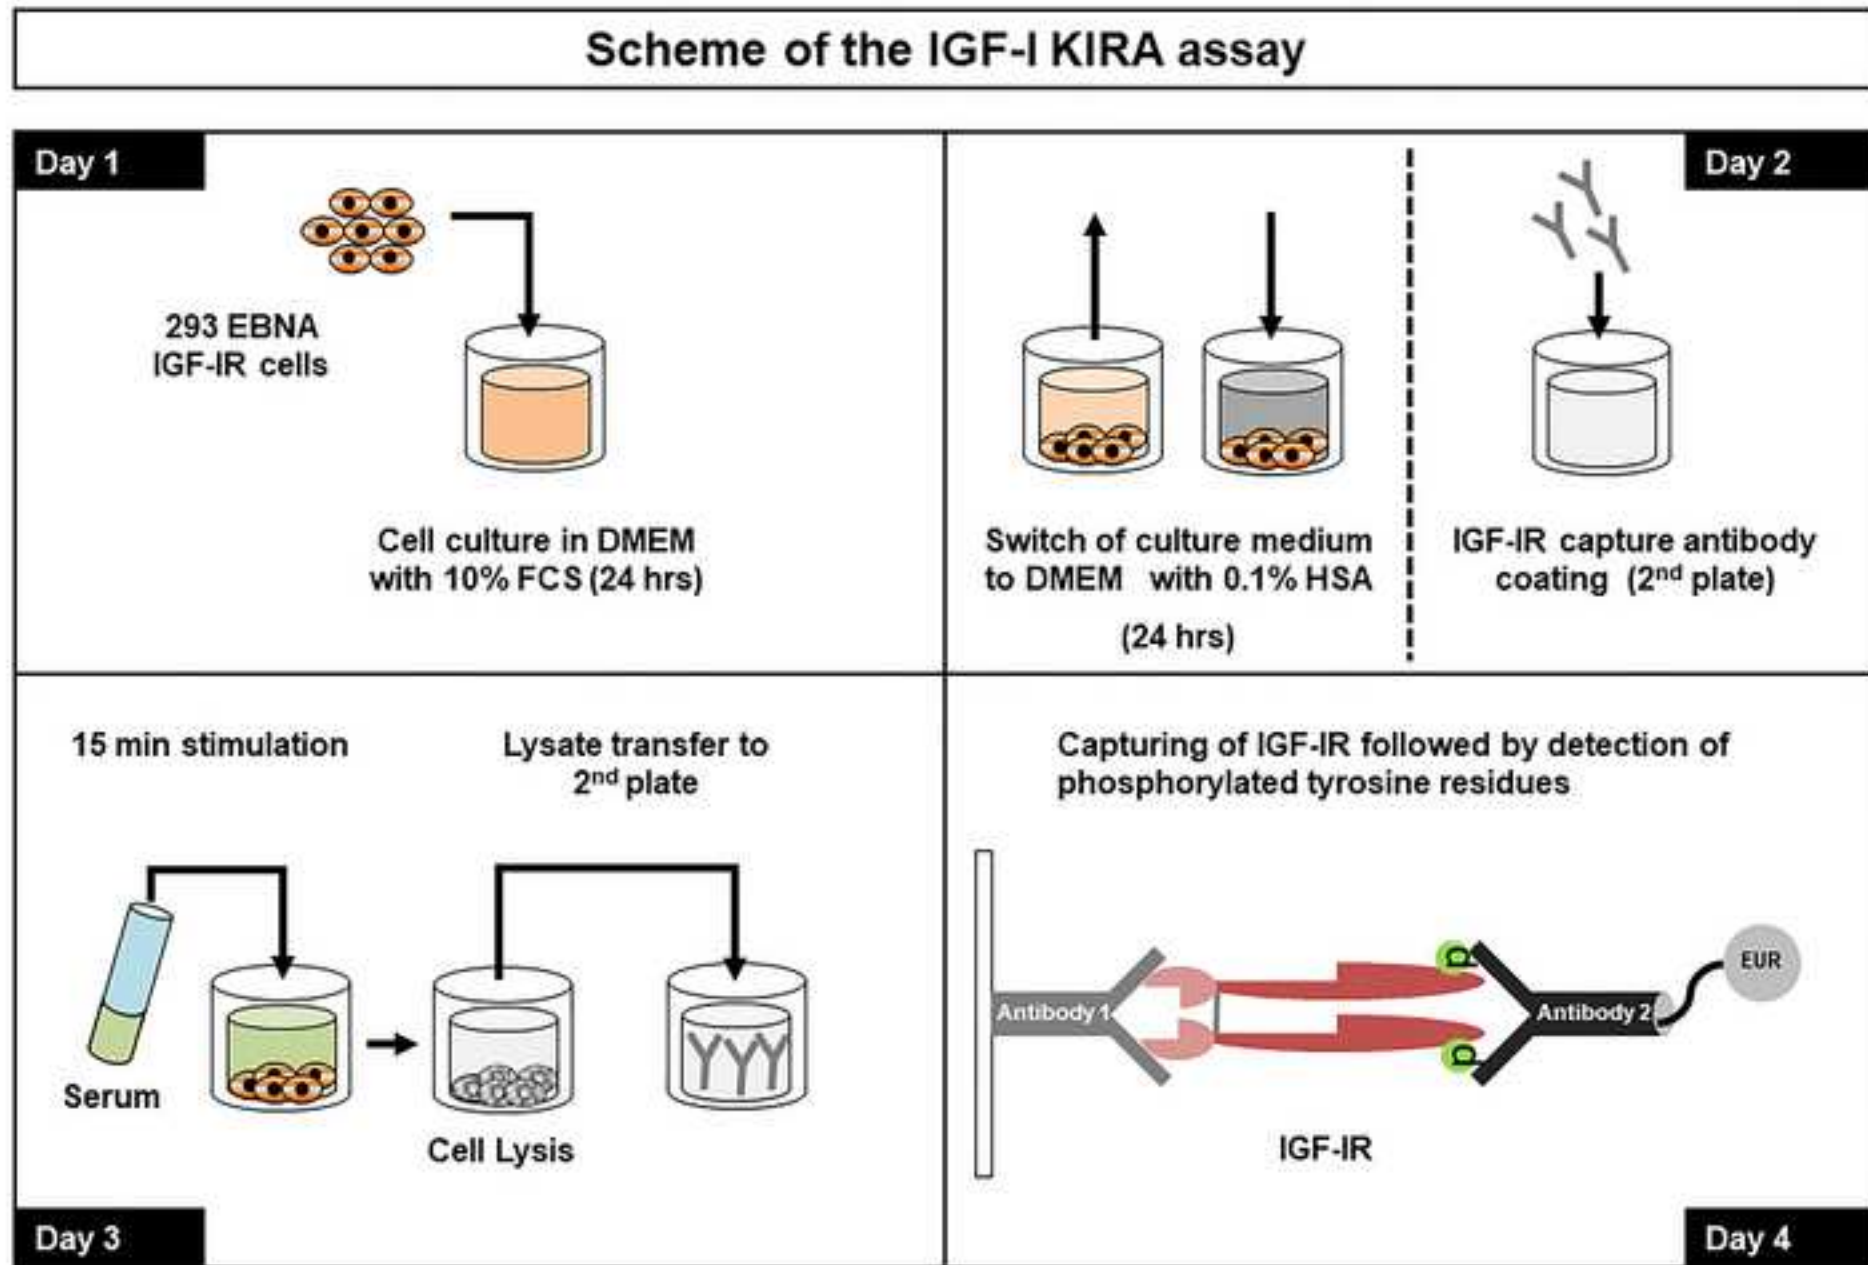 Scheme of the IGF-I KIRA assay
Day 1
293 EBNA
IGF-IR cells
Cell culture in DMEM
with 10% FCS (24 hrs)
Day 2
Switch of culture medium
to DMEM with 0.1% HSA
(24 hrs)
IGF-IR capture antibody
coating (2nd plate)
15 min stimulation
Lysate transfer to
2nd plate
Serum
Cell Lysis
Day 3
Capturing of IGF-IR followed by detection of
phosphorylated tyrosine residues
Antibody 1
P
P
Antibody 2
EUR
IGF-IR
Day 4